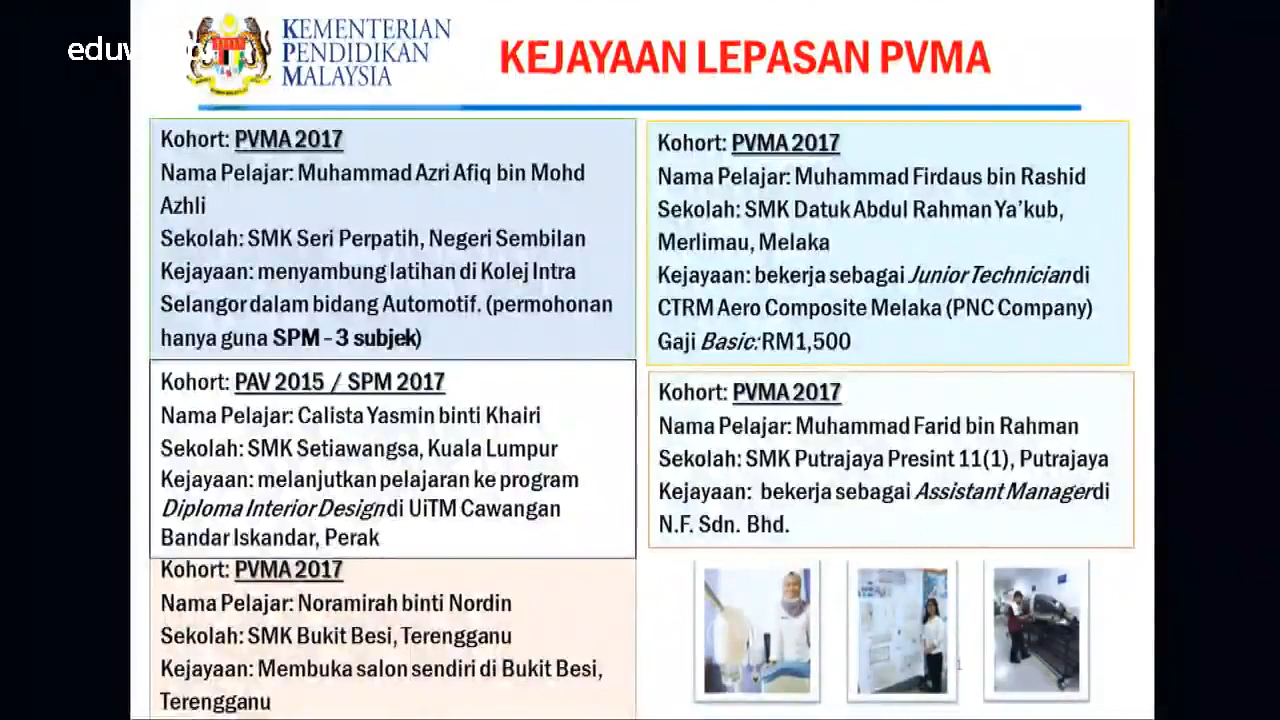 KEMENTERIAN
PENDIDIKAN
MALAYSIA
KEJAYAAN LEPASAN PVMA
Kohort: PVMA 2017
Nama Pelajar: Muhammad Azri Afiq bin Mohd
Azhli
Sekolah: SMK Seri Perpatih, Negeri Sembilan
Kejayaan: menyambung latihan di Kolej Intra
Selangor dalam bidang Automotif. (permohonan
hanya guna SPM – 3 subjek)
Kohort: PAV 2015 / SPM 2017
Nama Pelajar: Calista Yasmin binti Khairi
Sekolah: SMK Setiawangsa, Kuala Lumpur
Kejayaan: melanjutkan pelajaran ke program
Diploma Interior Design di UiTM Cawangan
Bandar Iskandar, Perak
Kohort: PVMA 2017
Nama Pelajar: Noramirah binti Nordin
Sekolah: SMK Bukit Besi, Terengganu
Kejayaan: Membuka salon sendiri di Bukit Besi,
Terengganu
Kohort: PVMA 2017
Nama Pelajar: Muhammad Firdaus bin Rashid
Sekolah: SMK Datuk Abdul Rahman Ya’kub,
Merlimau, Melaka
Kejayaan: bekerja sebagai Junior Technician di
CTRM Aero Composite Melaka (PNC Company)
Gaji Basic: RM1,500
Kohort: PVMA 2017
Nama Pelajar: Muhammad Farid bin Rahman
Sekolah: SMK Putrajaya Presint 11(1), Putrajaya
Kejayaan: bekerja sebagai Assistant Manager di
N.F. Sdn. Bhd.